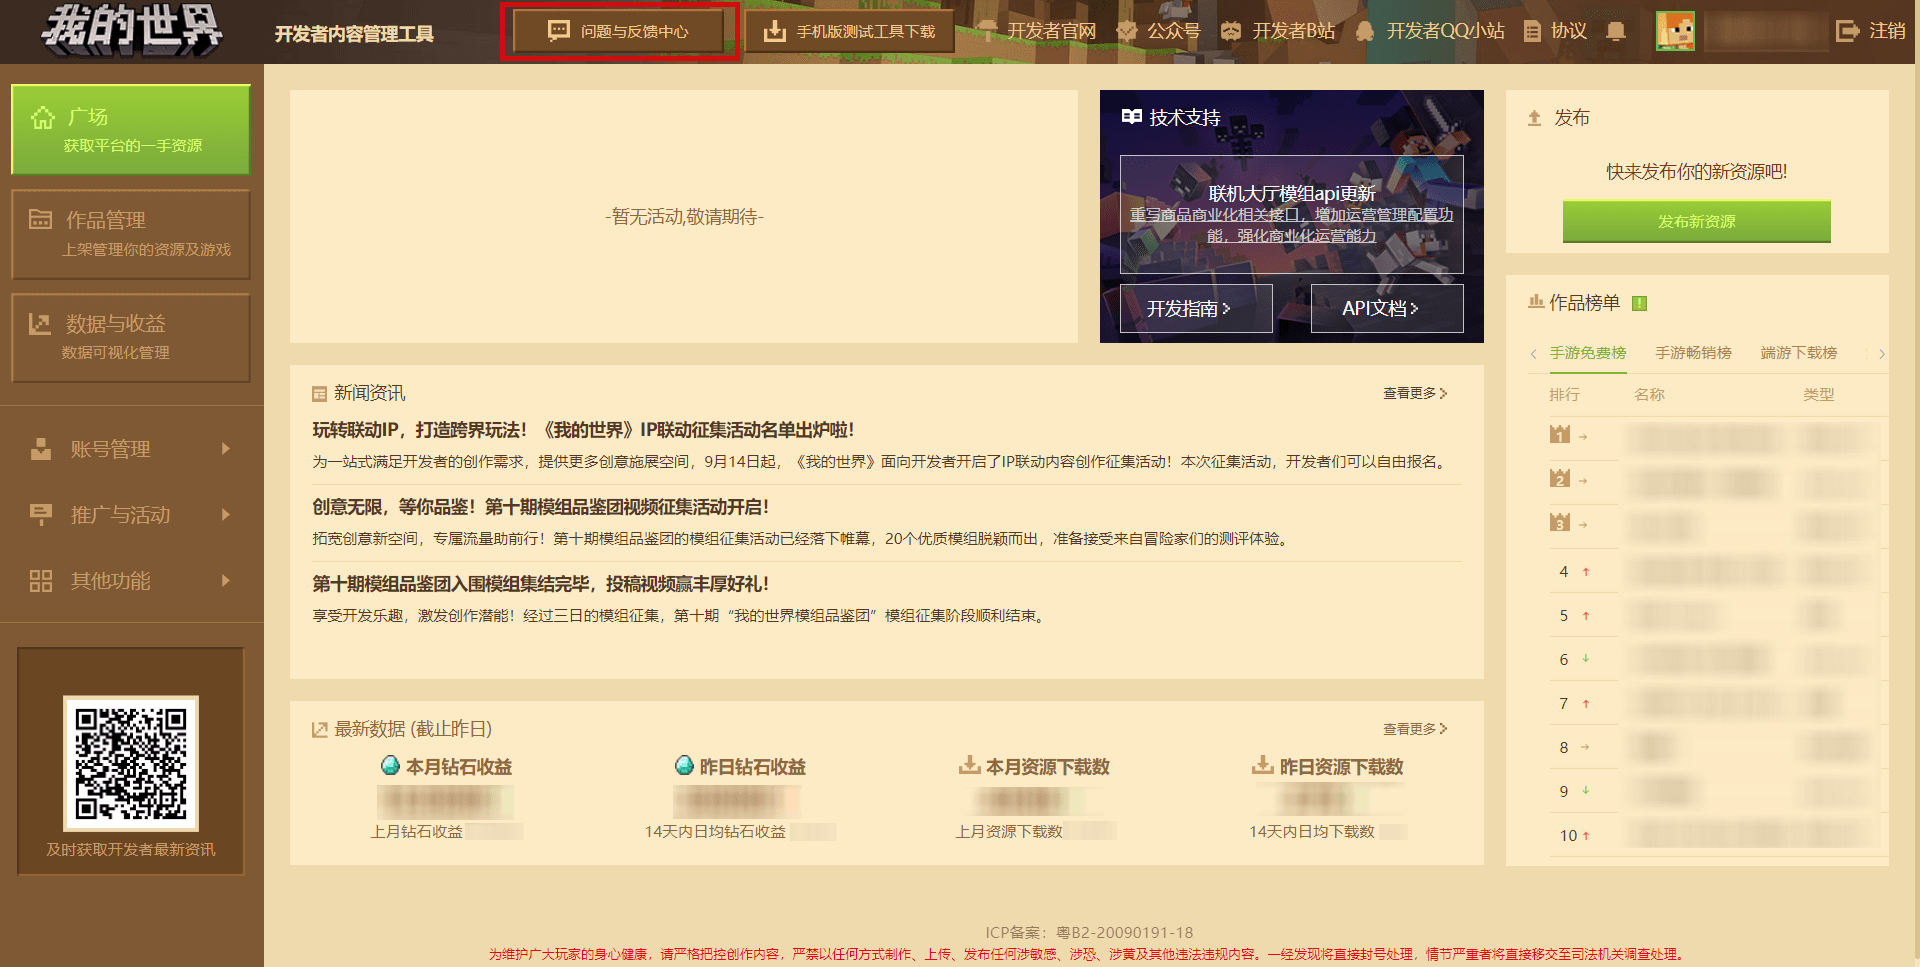 我的世界
开发者内容管理工具
问题与反馈中心
手机版测试工具下载
开发者官网
公众号
开发者B站
开发者QQ小站
协议
注销
广场
获取平台的一手资源
作品管理
上架管理你的资源及游戏
数据与收益
数据可视化管理
账号管理
推广与活动
其他功能
及时获取开发者最新资讯
-暂无活动,敬请期待-
技术支持
联机大厅模组api更新
重写商品商业化相关接口，增加运营管理配置功
能，强化商业化运营能力
开发指南
API文档
发布
快来发布你的新资源吧!
发布新资源
新闻资讯
查看更多
玩转联动IP，打造跨界玩法！《我的世界》IP联动征集活动名单出炉啦！
为一站式满足开发者的创作需求，提供更多创意施展空间，9月14日起，《我的世界》面向开发者开启了IP联动内容创作征集活动！本次征集活动，开发者们可以自由报名。
创意无限，等你品鉴！第十期模组品鉴团视频征集活动开启！
拓宽创意新空间，专属流量助前行！第十期模组品鉴团的模组征集活动已经落下帷幕，20个优质模组脱颖而出，准备接受来自冒险家们的测评体验。
第十期模组品鉴团入围模组集结完毕，投稿视频赢丰厚好礼！
享受开发乐趣，激发创作潜能！经过三日的模组征集，第十期“我的世界模组品鉴团”模组征集阶段顺利结束。
最新数据 (截止昨日)
查看更多
本月钻石收益
昨日钻石收益
本月资源下载数
昨日资源下载数
上月钻石收益
14天内日均钻石收益
上月资源下载数
14天内日均下载数
作品榜单
手游免费榜
手游畅销榜
端游下载榜
排行
名称
类型
1
2
3
4
5
6
7
8
9
10
ICP备案：粤B2-20090191-18
为维护广大玩家的身心健康，请严格把控创作内容，严禁以任何方式制作、上传、发布任何涉敏感、涉恐、涉黄及其他违法违规内容。一经发现将直接封号处理，情节严重者将直接移交至司法机关调查处理。